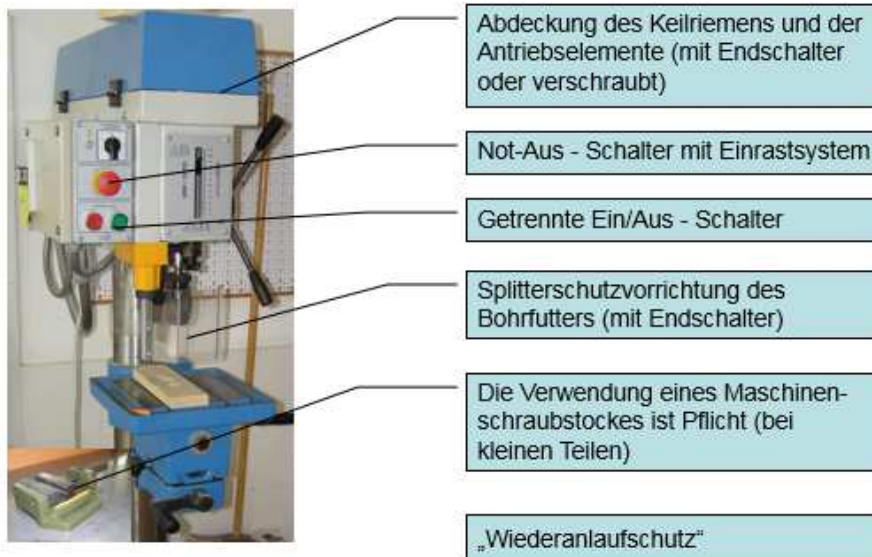 Abdeckung des Keilriemens und der
Antriebselemente (mit Endschalter
oder verschraubt)
Not-Aus - Schalter mit Einrastsystem
Getrennte Ein/Aus - Schalter
Splitterschutzvorrichtung des
Bohrfutters (mit Endschalter)
Die Verwendung eines Maschinen-
schraubstockes ist Pflicht (bei
kleinen Teilen)
„Wiederanlaufschutz“